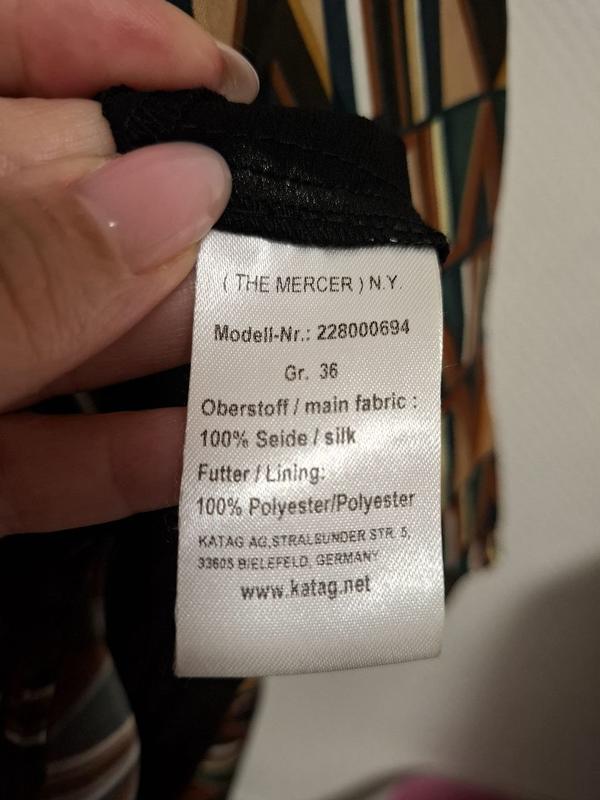 ( THE MERCER ) N.Y.
Modell-Nr.: 228000694
Gr. 36
Oberstoff / main fabric :
100% Seide / silk
Futter / Lining:
100% Polyester/Polyester
KATAG AG, STRALSUNDER STR. 5,
33605 BIELEFELD, GERMANY
www.katag.net